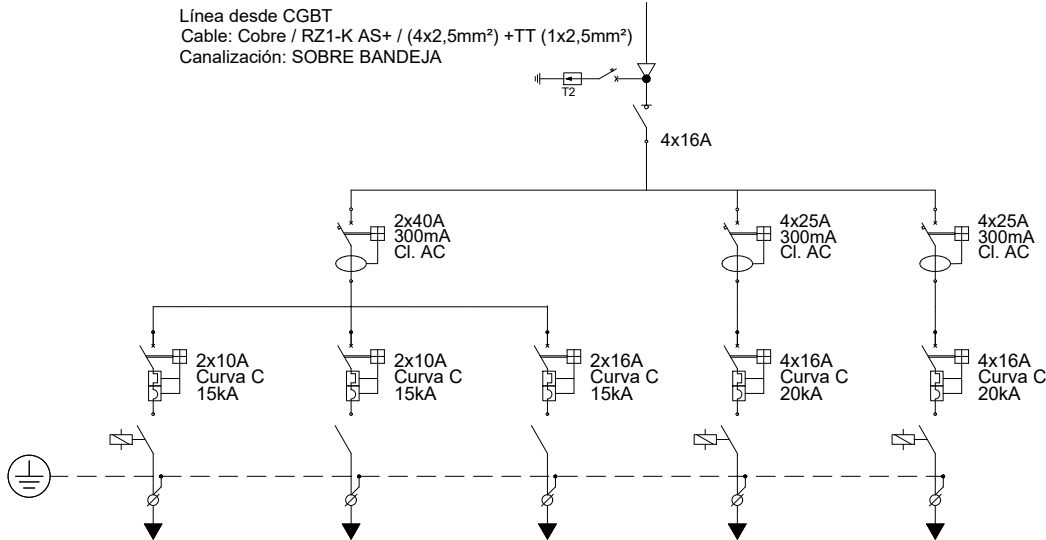 Línea desde CGBT
Cable: Cobre / RZ1-K AS+ / (4x2,5mm²) +TT (1x2,5mm²)
Canalización: SOBRE BANDEJA
T2
4x16A
2x40A
300mA
Cl. AC
4x25A
300mA
Cl. AC
4x25A
300mA
Cl. AC
2x10A
Curva C
15kA
2x10A
Curva C
15kA
2x16A
Curva C
15kA
4x16A
Curva C
20kA
4x16A
Curva C
20kA